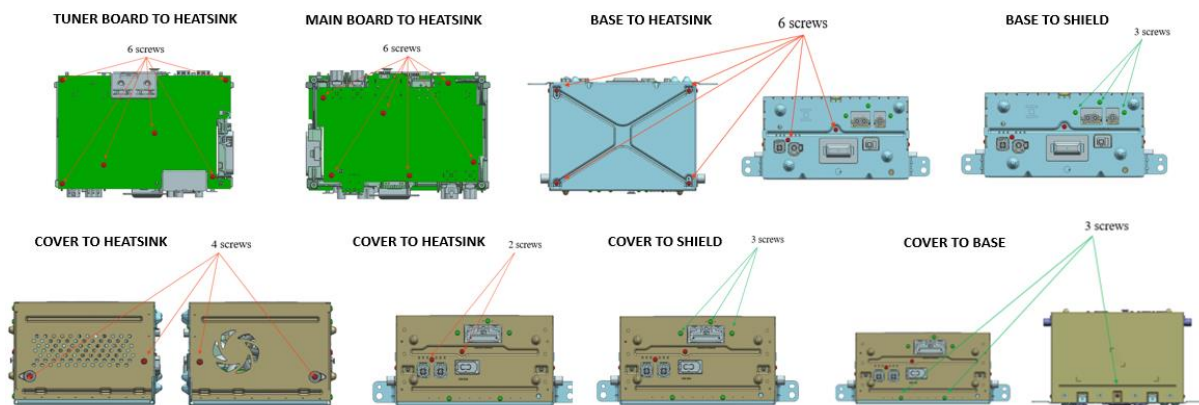 TUNER BOARD TO HEATSINK
MAIN BOARD TO HEATSINK
BASE TO HEATSINK
BASE TO SHIELD
6 screws
6 screws
6 screws
3 screws
COVER TO HEATSINK
4 screws
COVER TO HEATSINK
2 screws
COVER TO SHIELD
3 screws
COVER TO BASE
3 screws